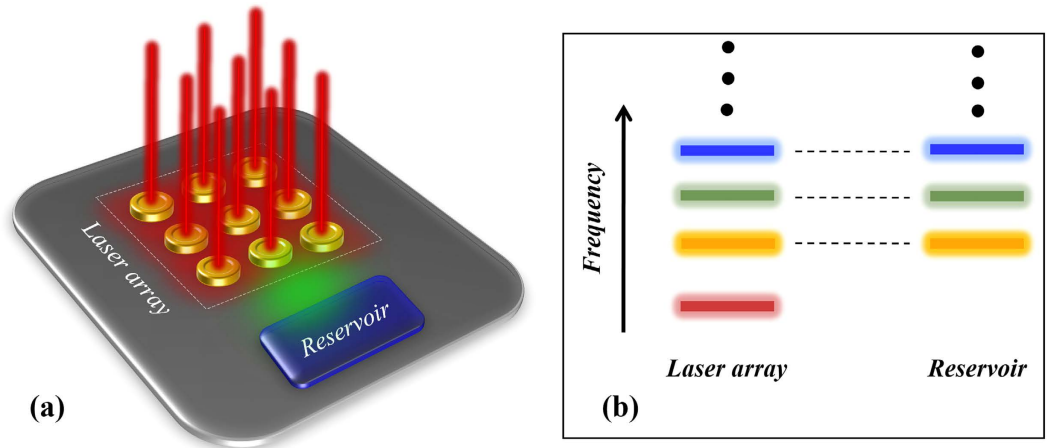 Laser array
Reservoir
(a)
Frequency
Laser array
Reservoir
(b)